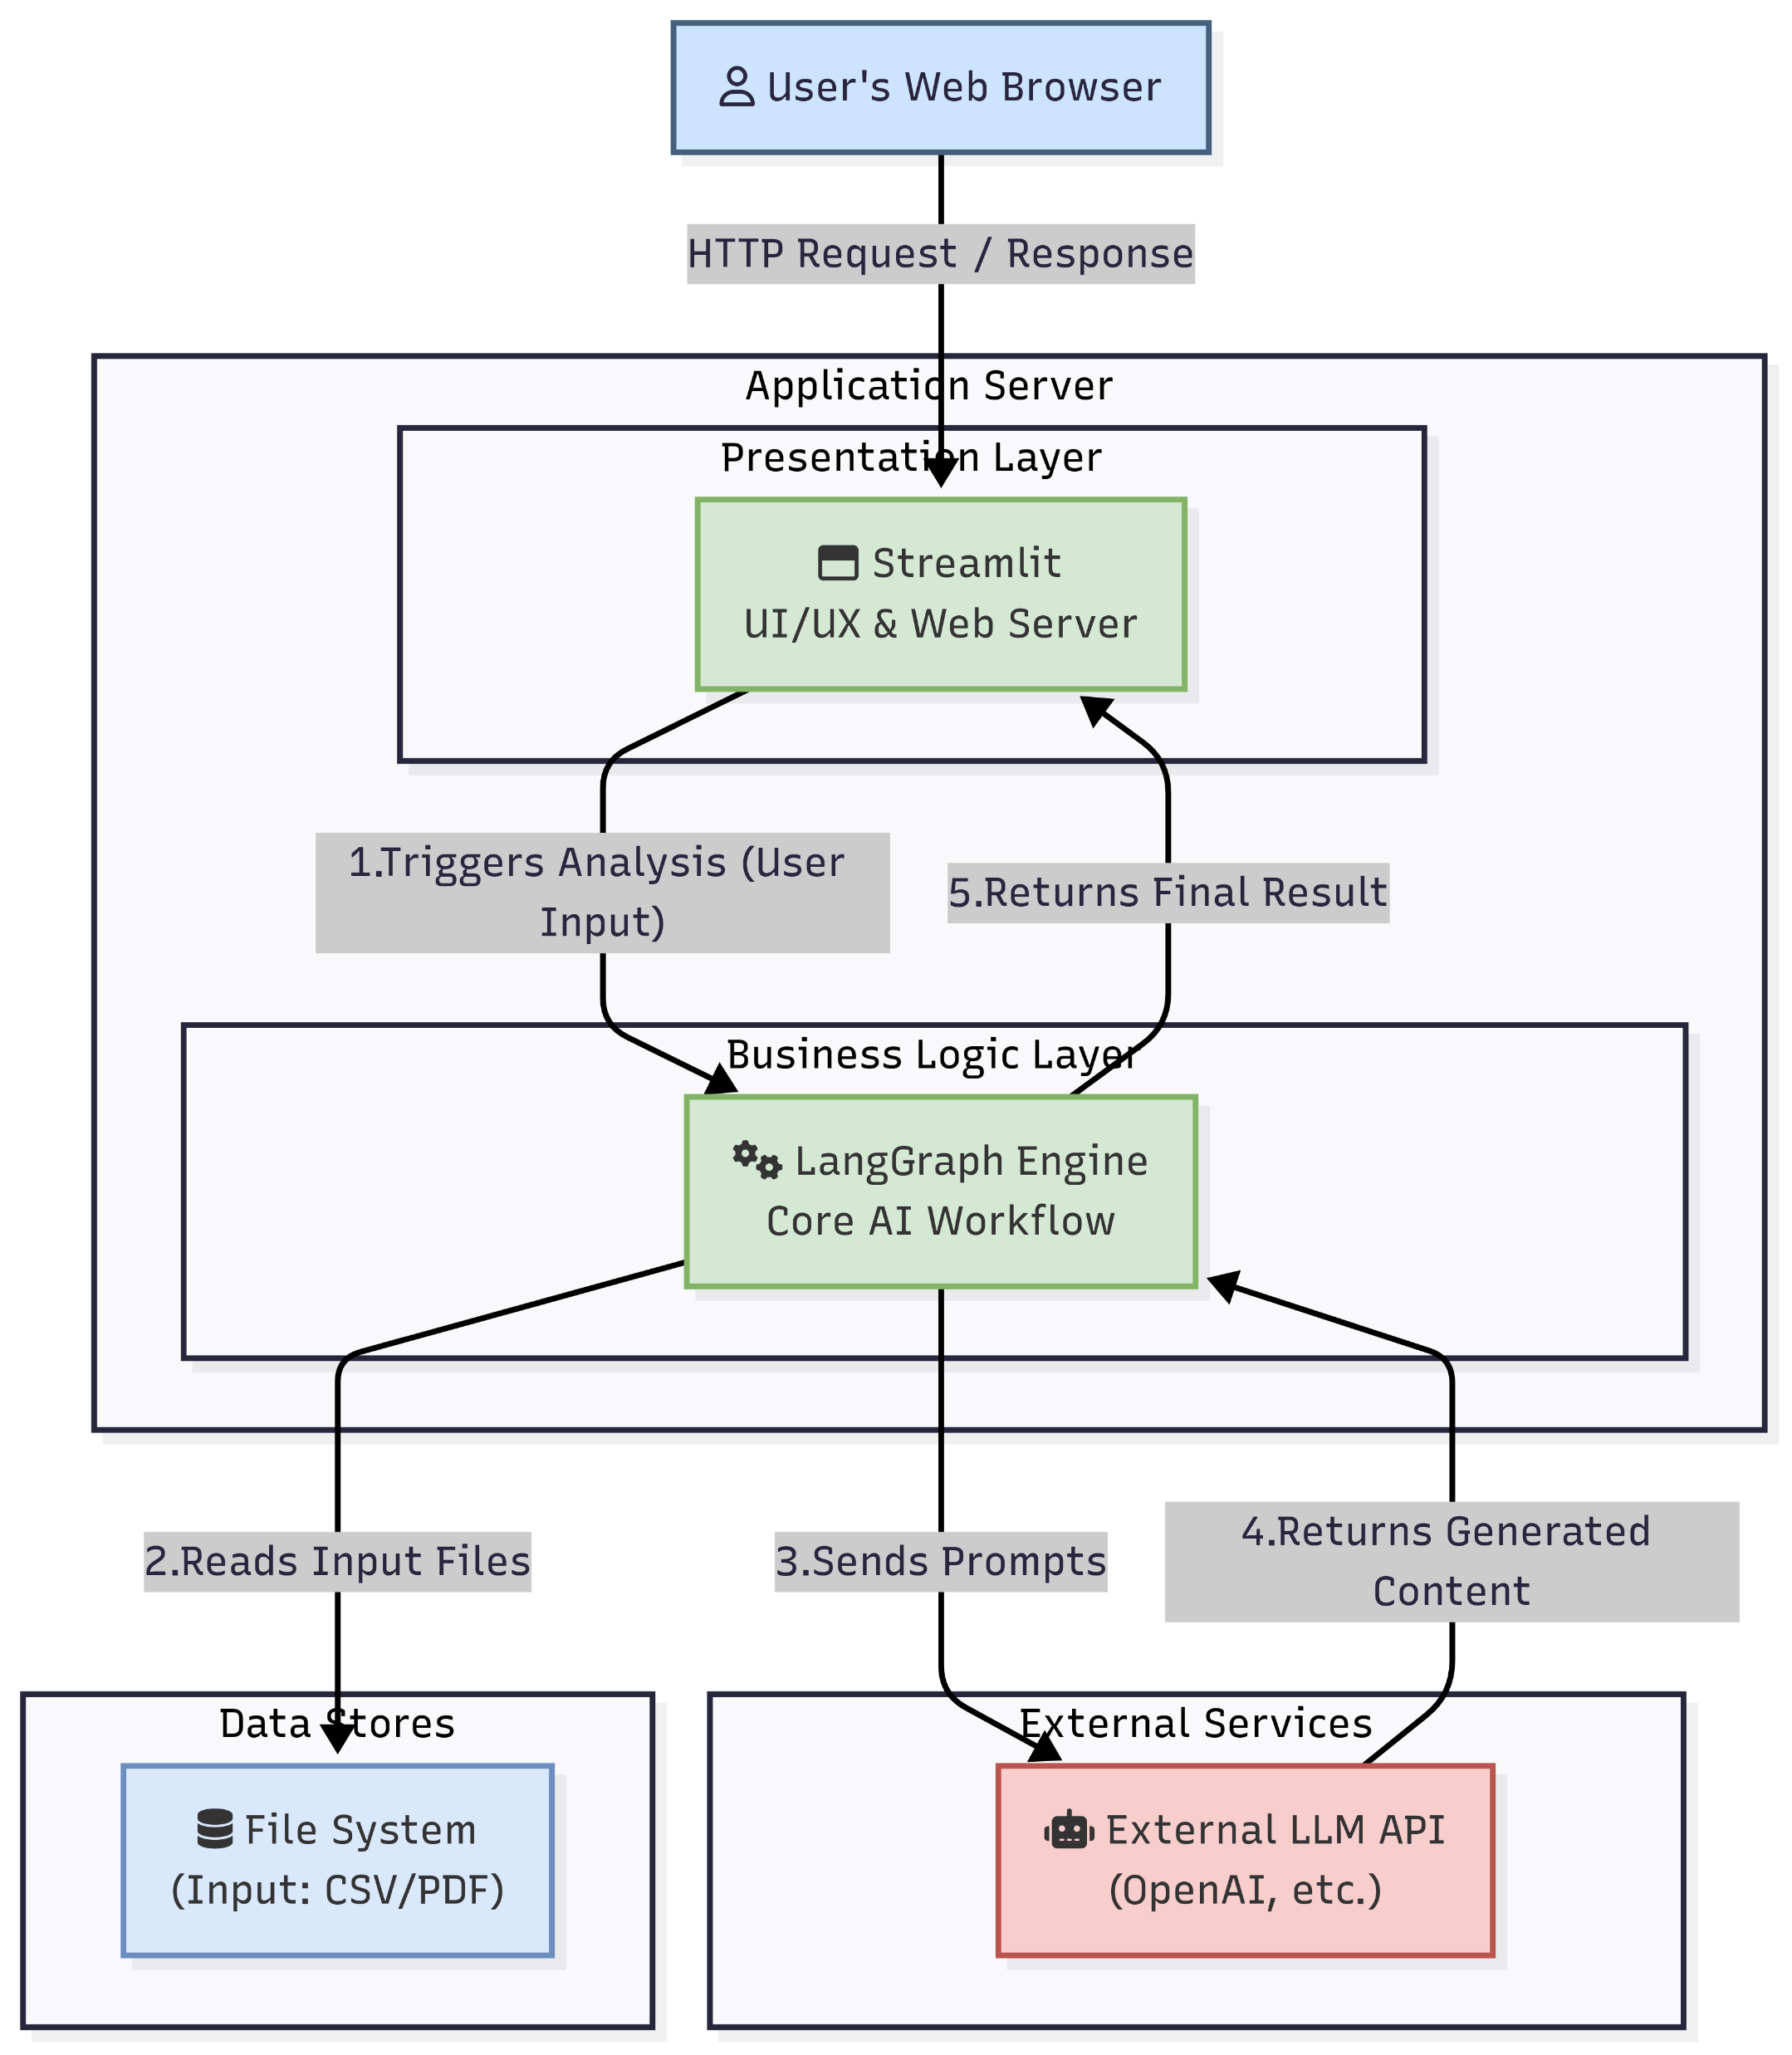 User's Web Browser
HTTP Request / Response
Application Server
Presentation Layer
Streamlit
UI/UX & Web Server
1.Triggers Analysis (User
Input)
5.Returns Final Result
Business Logic Layer
LangGraph Engine
Core AI Workflow
2.Reads Input Files
3.Sends Prompts
4.Returns Generated
Content
Data Stores
File System
(Input: CSV/PDF)
External Services
External LLM API
(OpenAI, etc.)